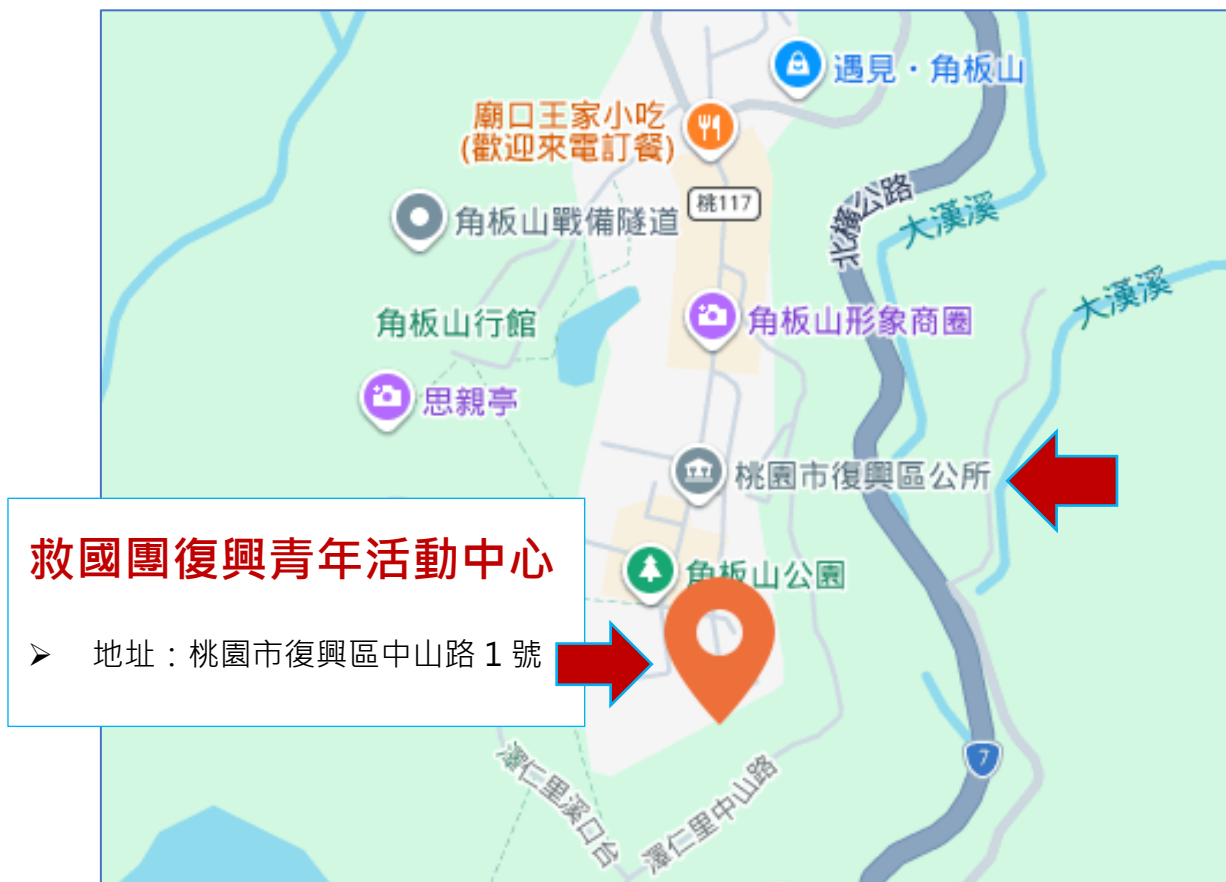 遇見・角板山
廟口王家小吃
(歡迎來電訂餐)
桃117
角板山戰備隧道
北橫公路
大漢溪
大漢溪
角板山行館
角板山形象商圈
思親亭
桃園市復興區公所
救國團復興青年活動中心
角板山公園
➢ 地址：桃園市復興區中山路 1 號
7
澤仁里溪口台
澤仁里中山路